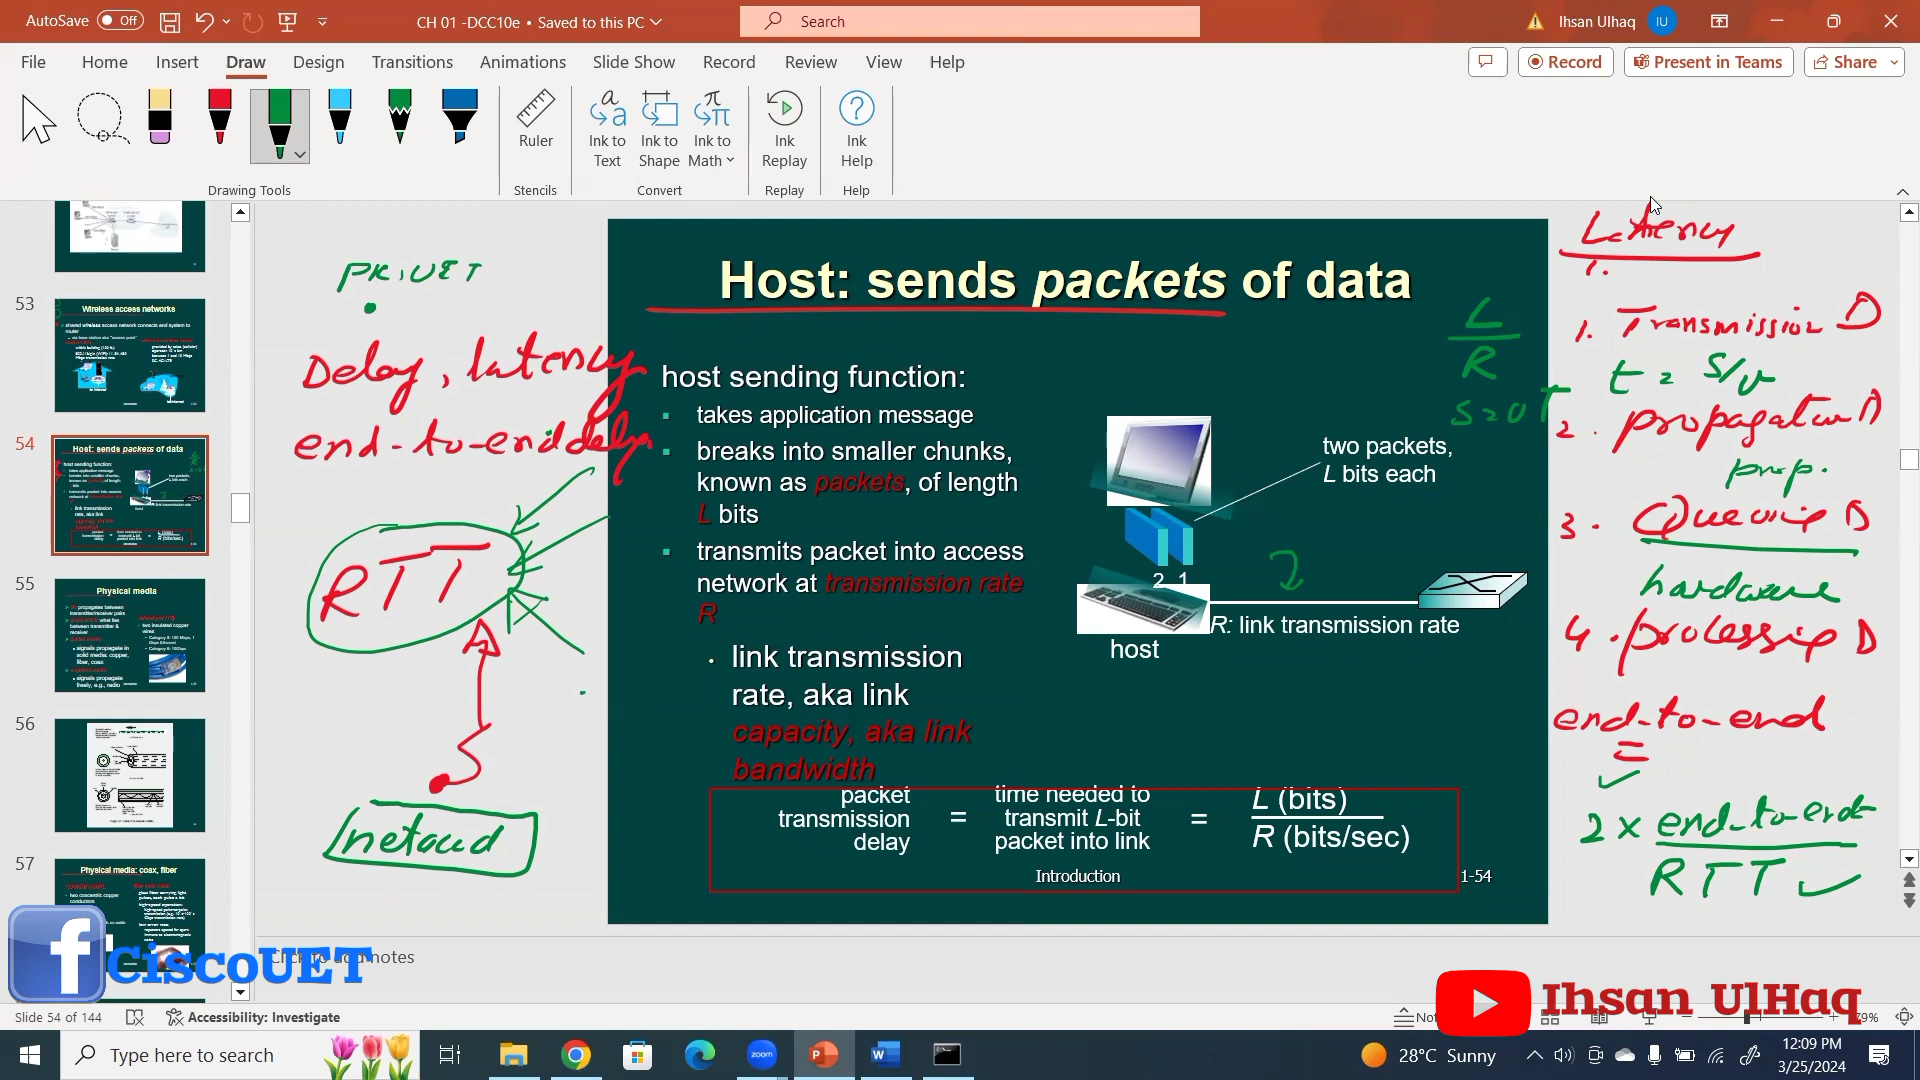 AutoSave Off
CH 01 -DCC10e • Saved to this PC
Search
Ihsan Ulhaq IU
File Home Insert Draw Design Transitions Animations Slide Show Record Review View Help
Record
Present in Teams
Share
Ruler
Ink to Text
Ink to Shape
Ink to Math
Ink Replay
Ink Help
Drawing Tools
Stencils
Convert
Replay
Help
53
Wireless access networks
54
Host: sends packets of data
55
Physical media
56
57
Physical media: coax, fiber
Delay, latency
end-to-end delay
RTT
Host: sends packets of data
host sending function:
takes application message
breaks into smaller chunks, known as packets, of length L bits
transmits packet into access network at transmission rate R
link transmission rate, aka link capacity, aka link bandwidth
two packets,
L bits each
2 1
R: link transmission rate
host
packet transmission delay = time needed to transmit L-bit packet into link = L (bits) / R (bits/sec)
Introduction
1-54
L
R
Latency
1.
1. Transmission D
t = S/v
2. propagation D
prop.
3. Queuing D
hardware
4. processing D
end-to-end
=
2 x end-to-end
RTT
Click to add notes
CiscoUET
Ihsan UlHaq
Slide 54 of 144
Accessibility: Investigate
Type here to search
zoom
28°C Sunny
12:09 PM
3/25/2024